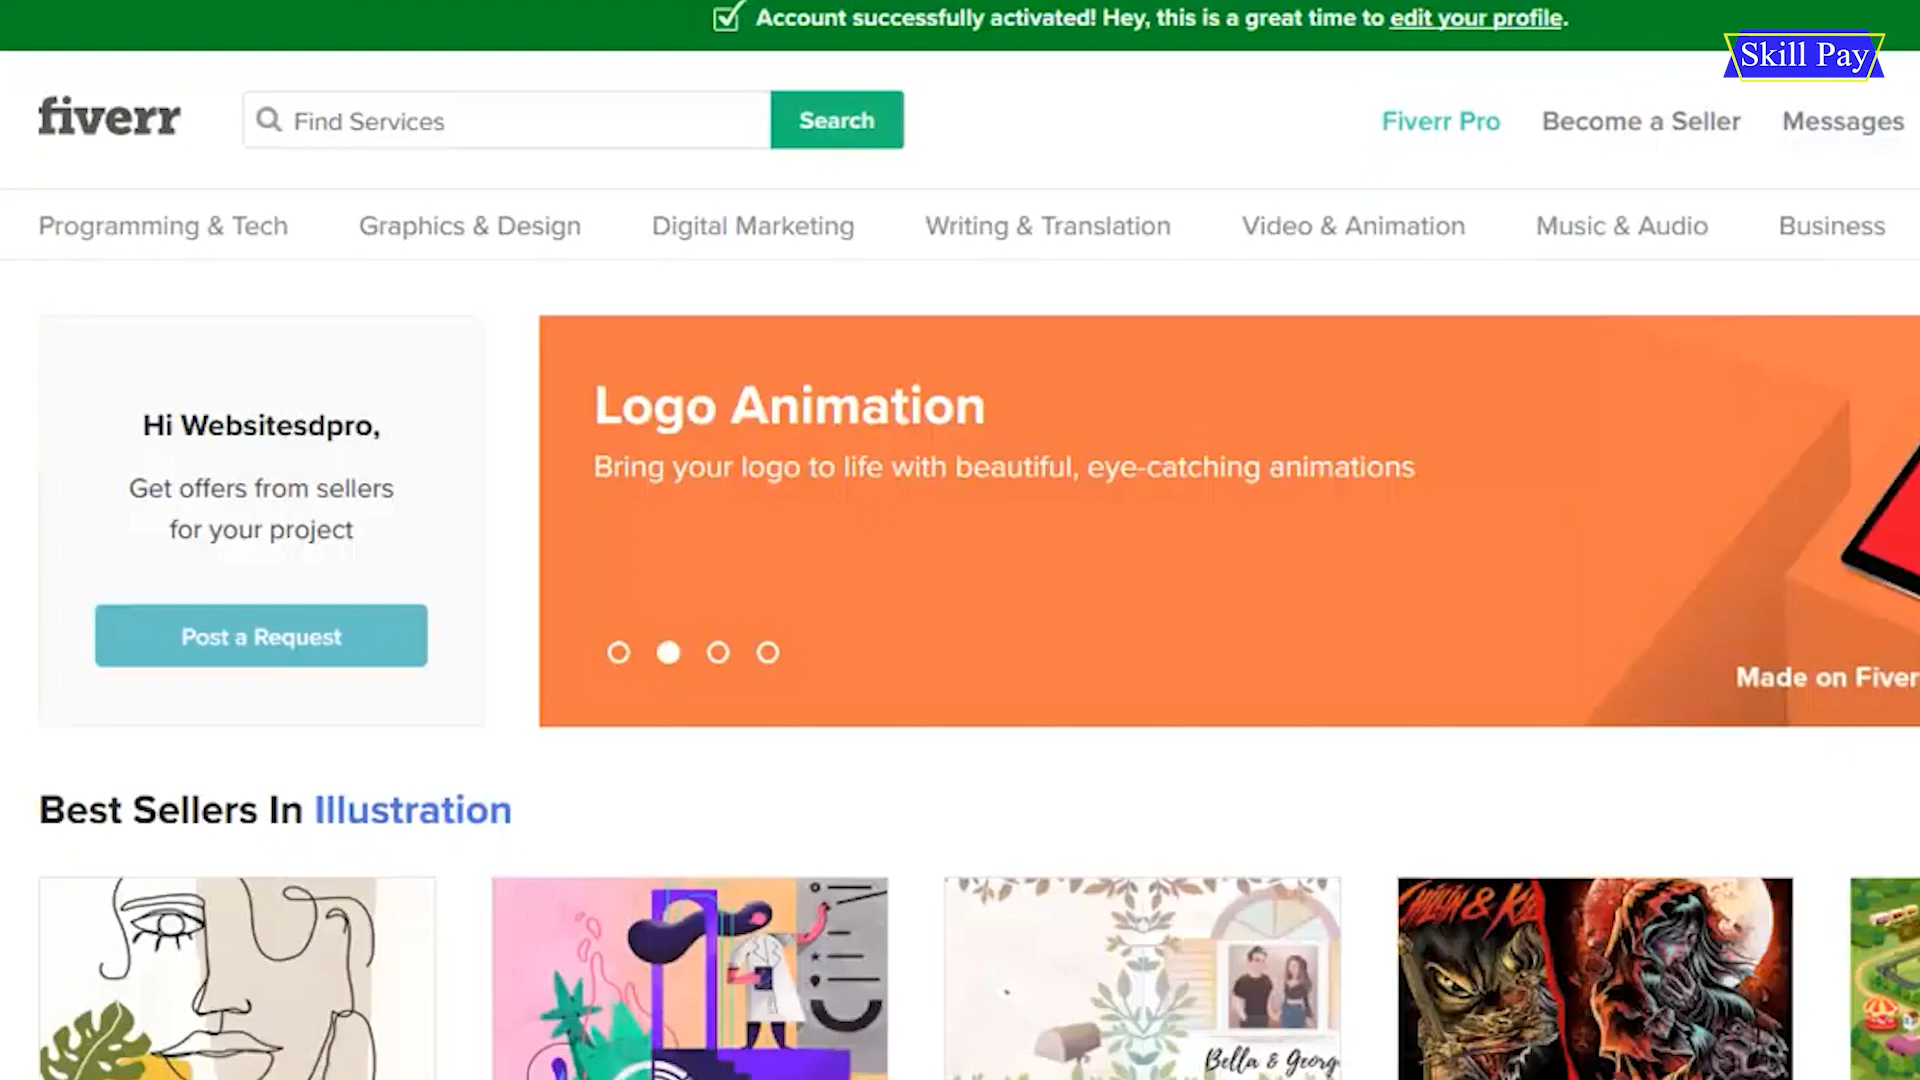 Account successfully activated! Hey, this is a great time to edit your profile.
Skill Pay
fiverr
Find Services
Search
Fiverr Pro
Become a Seller
Messages
Programming & Tech
Graphics & Design
Digital Marketing
Writing & Translation
Video & Animation
Music & Audio
Business
Hi Websitesdpro,
Get offers from sellers
for your project
Post a Request
Logo Animation
Bring your logo to life with beautiful, eye-catching animations
Made on Fiver
Best Sellers In Illustration
Bella & Georg